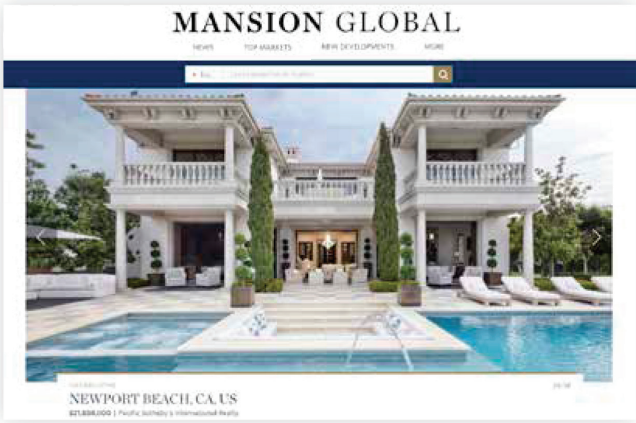 MANSION GLOBAL
NEWS TOP MARKETS NEW DEVELOPMENTS MORE
NEWPORT BEACH, CA, US
| Pacific Sotheby's International Realty